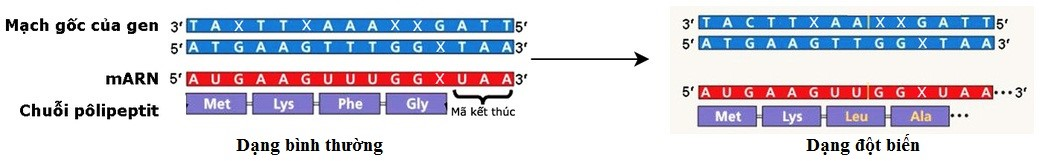 Mạch gốc của gen 3' T A X T T X A A A X X G A T T 5'
5' A T G A A G T T T G G X T A A 3'
mARN 5' A U G A A G U U U G G X U A A 3'
Chuỗi pôlipeptit Met Lys Phe Gly Mã kết thúc
Dạng bình thường
3' T A C T T X A A X X G A T T 5'
5' A T G A A G T T G G X T A A 3'
5' A U G A A G U U G G X U A A ... 3'
Met Lys Leu Ala ...
Dạng đột biến